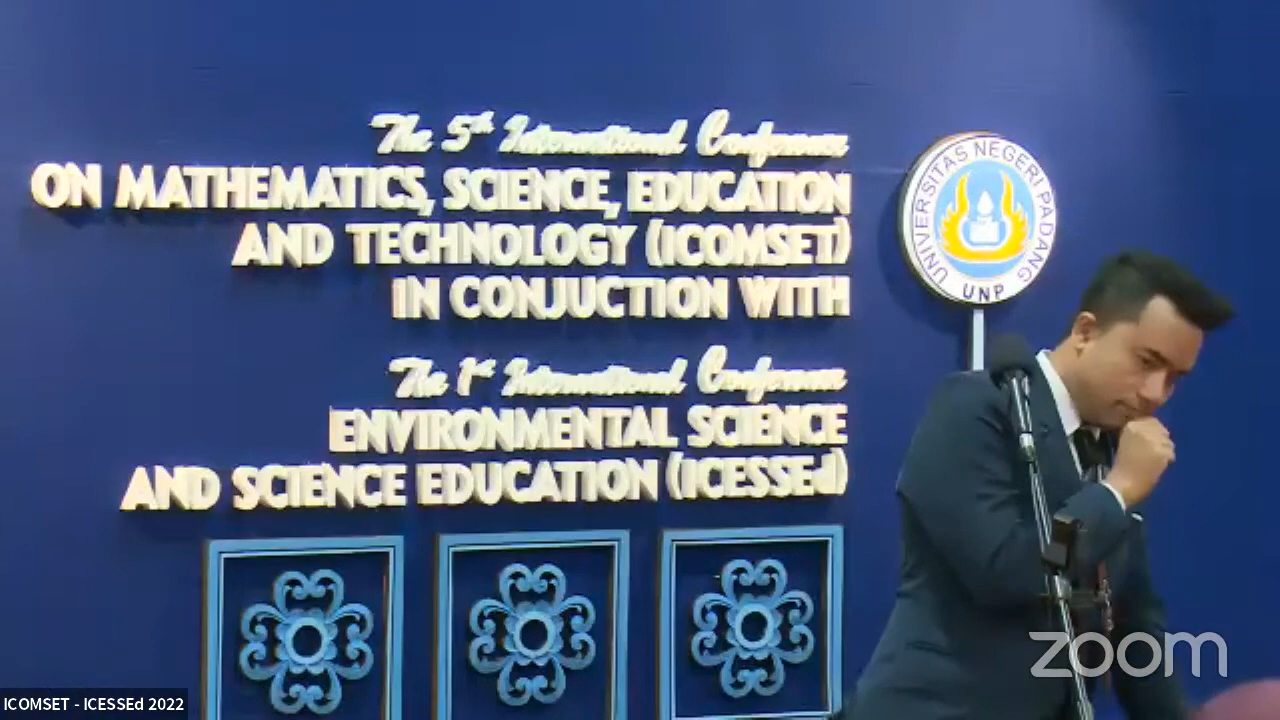 The 5th International Conference
ON MATHEMATICS, SCIENCE, EDUCATION
AND TECHNOLOGY (ICOMSET)
IN CONJUCTION WITH
The 1st International Conference
ENVIRONMENTAL SCIENCE
AND SCIENCE EDUCATION (ICESSEd)
UNIVERSITAS NEGERI PADANG
UNP
zoom
ICOMSET - ICESSEd 2022